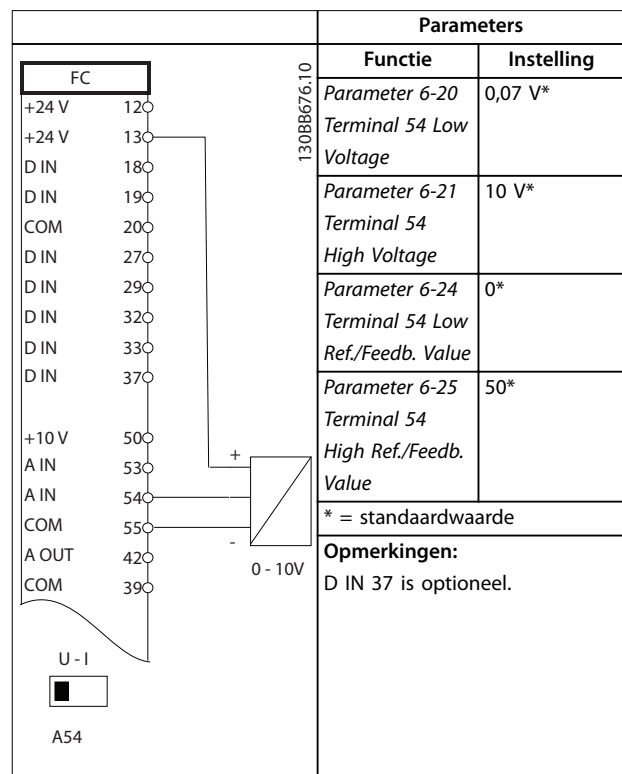 FC
+24 V 12
+24 V 13
D IN 18
D IN 19
COM 20
D IN 27
D IN 29
D IN 32
D IN 33
D IN 37
+10 V 50
A IN 53
A IN 54
COM 55
A OUT 42
COM 39
U - I
A54
+
-
0 - 10V
130BB676.10
Parameters
Functie Instelling
Parameter 6-20 0,07 V*
Terminal 54 Low
Voltage
Parameter 6-21 10 V*
Terminal 54
High Voltage
Parameter 6-24 0*
Terminal 54 Low
Ref./Feedb. Value
Parameter 6-25 50*
Terminal 54
High Ref./Feedb.
Value
* = standaardwaarde
Opmerkingen:
D IN 37 is optioneel.